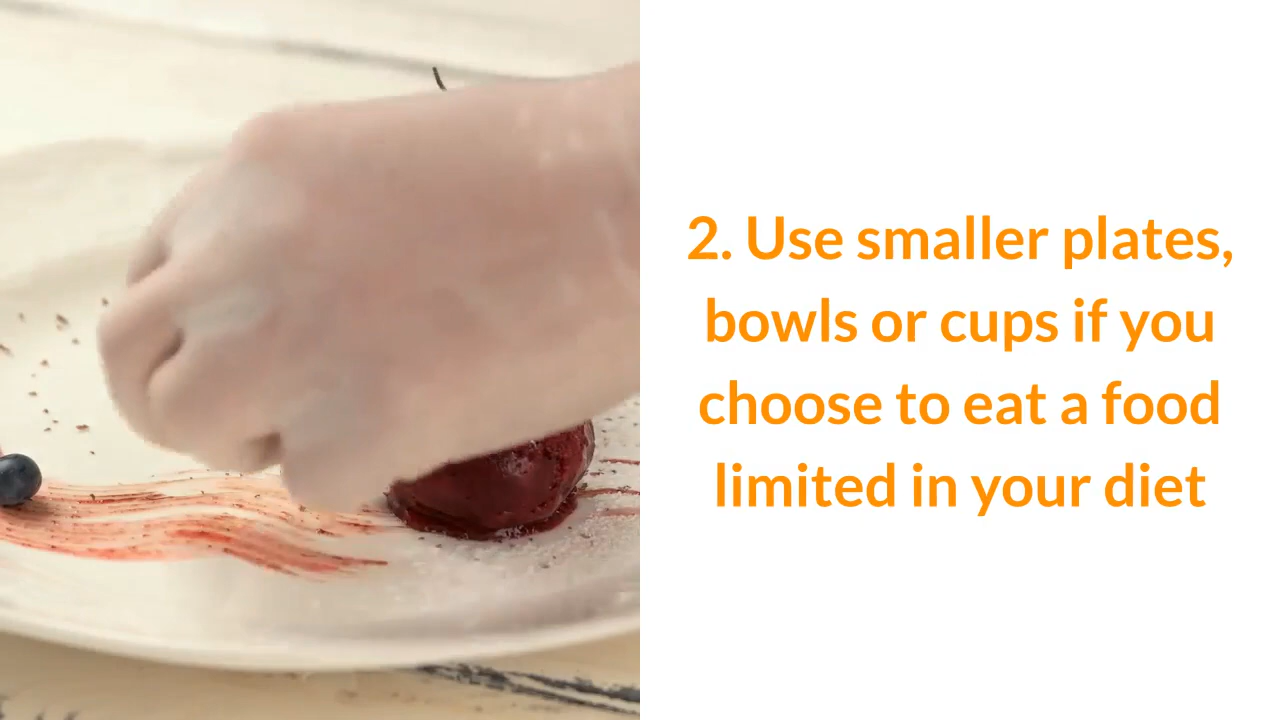 2. Use smaller plates,
bowls or cups if you
choose to eat a food
limited in your diet